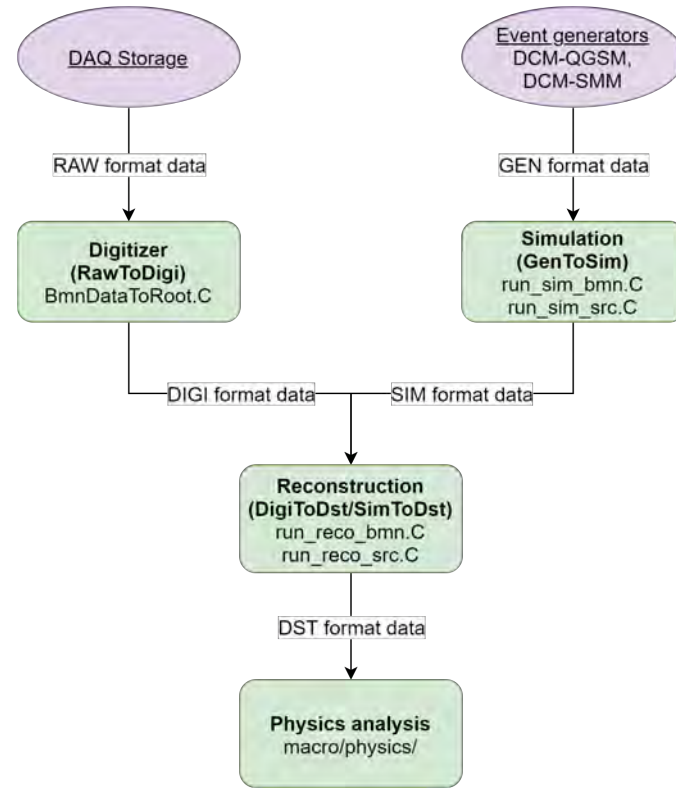 DAQ Storage
Event generators
DCM-QGSM,
DCM-SMM
RAW format data
GEN format data
Digitizer
(RawToDigi)
BmnDataToRoot.C
Simulation
(GenToSim)
run_sim_bmn.C
run_sim_src.C
DIGI format data
SIM format data
Reconstruction
(DigiToDst/SimToDst)
run_reco_bmn.C
run_reco_src.C
DST format data
Physics analysis
macro/physics/